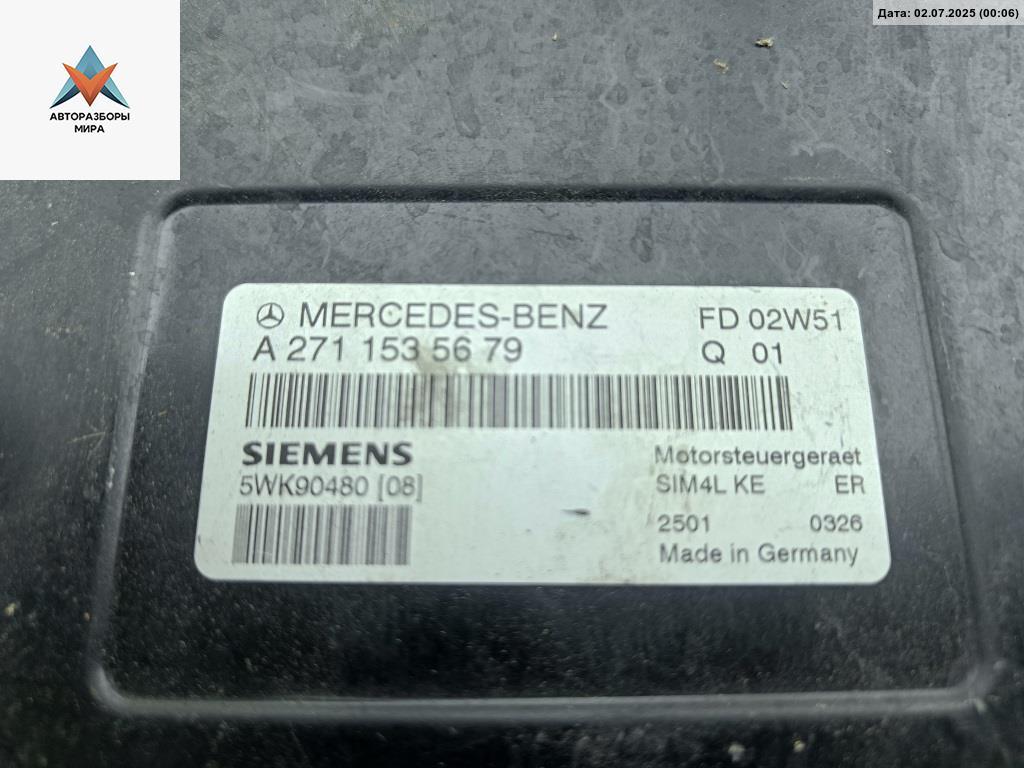 Дата: 02.07.2025 (00:06)
АВТОРАЗБОРЫ
МИРА
MERCEDES-BENZ FD 02W51
A 271 153 56 79 Q 01
SIEMENS Motorsteuergeraet
5WK90480 [08] SIM4L KE ER
2501 0326
Made in Germany